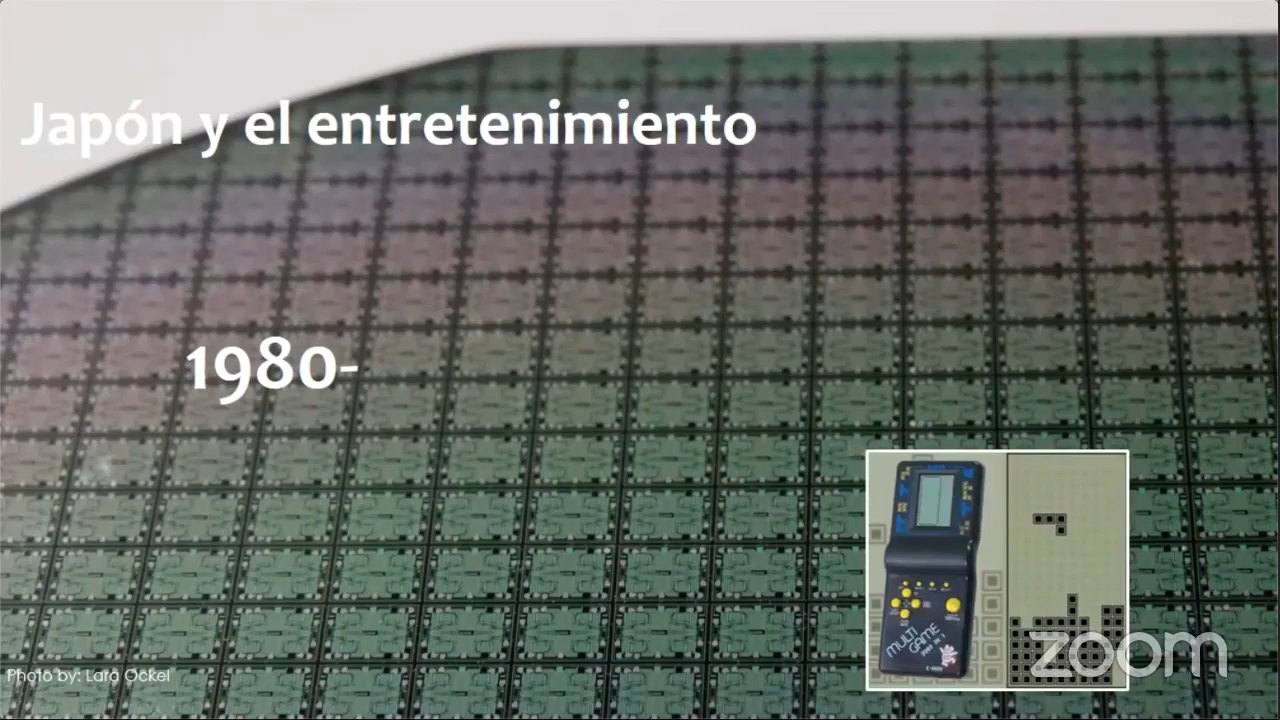 Japón y el entretenimiento
1980-
MULTI
GAME
zoom
Photo by: Lara Ockel